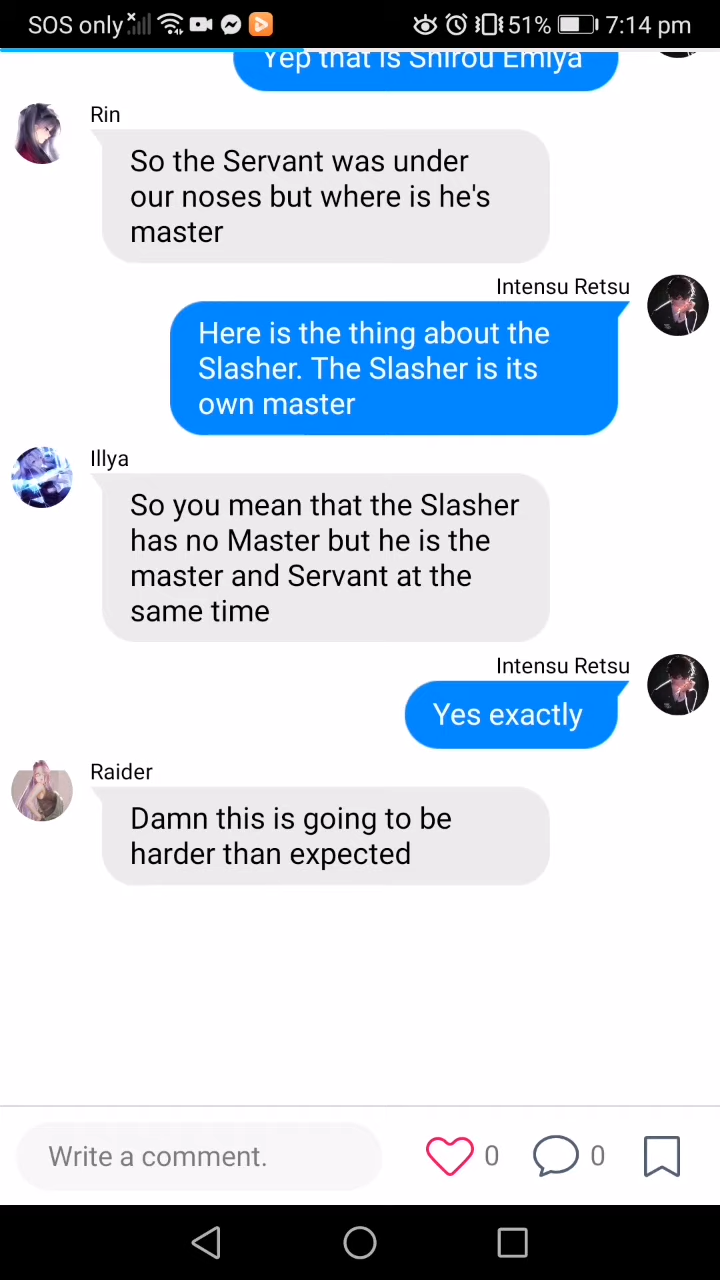 SOS only 51% 7:14 pm
Yep that is Shirou Emiya
Rin
So the Servant was under
our noses but where is he's
master
Intensu Retsu
Here is the thing about the
Slasher. The Slasher is its
own master
Illya
So you mean that the Slasher
has no Master but he is the
master and Servant at the
same time
Intensu Retsu
Yes exactly
Raider
Damn this is going to be
harder than expected
Write a comment. 0 0